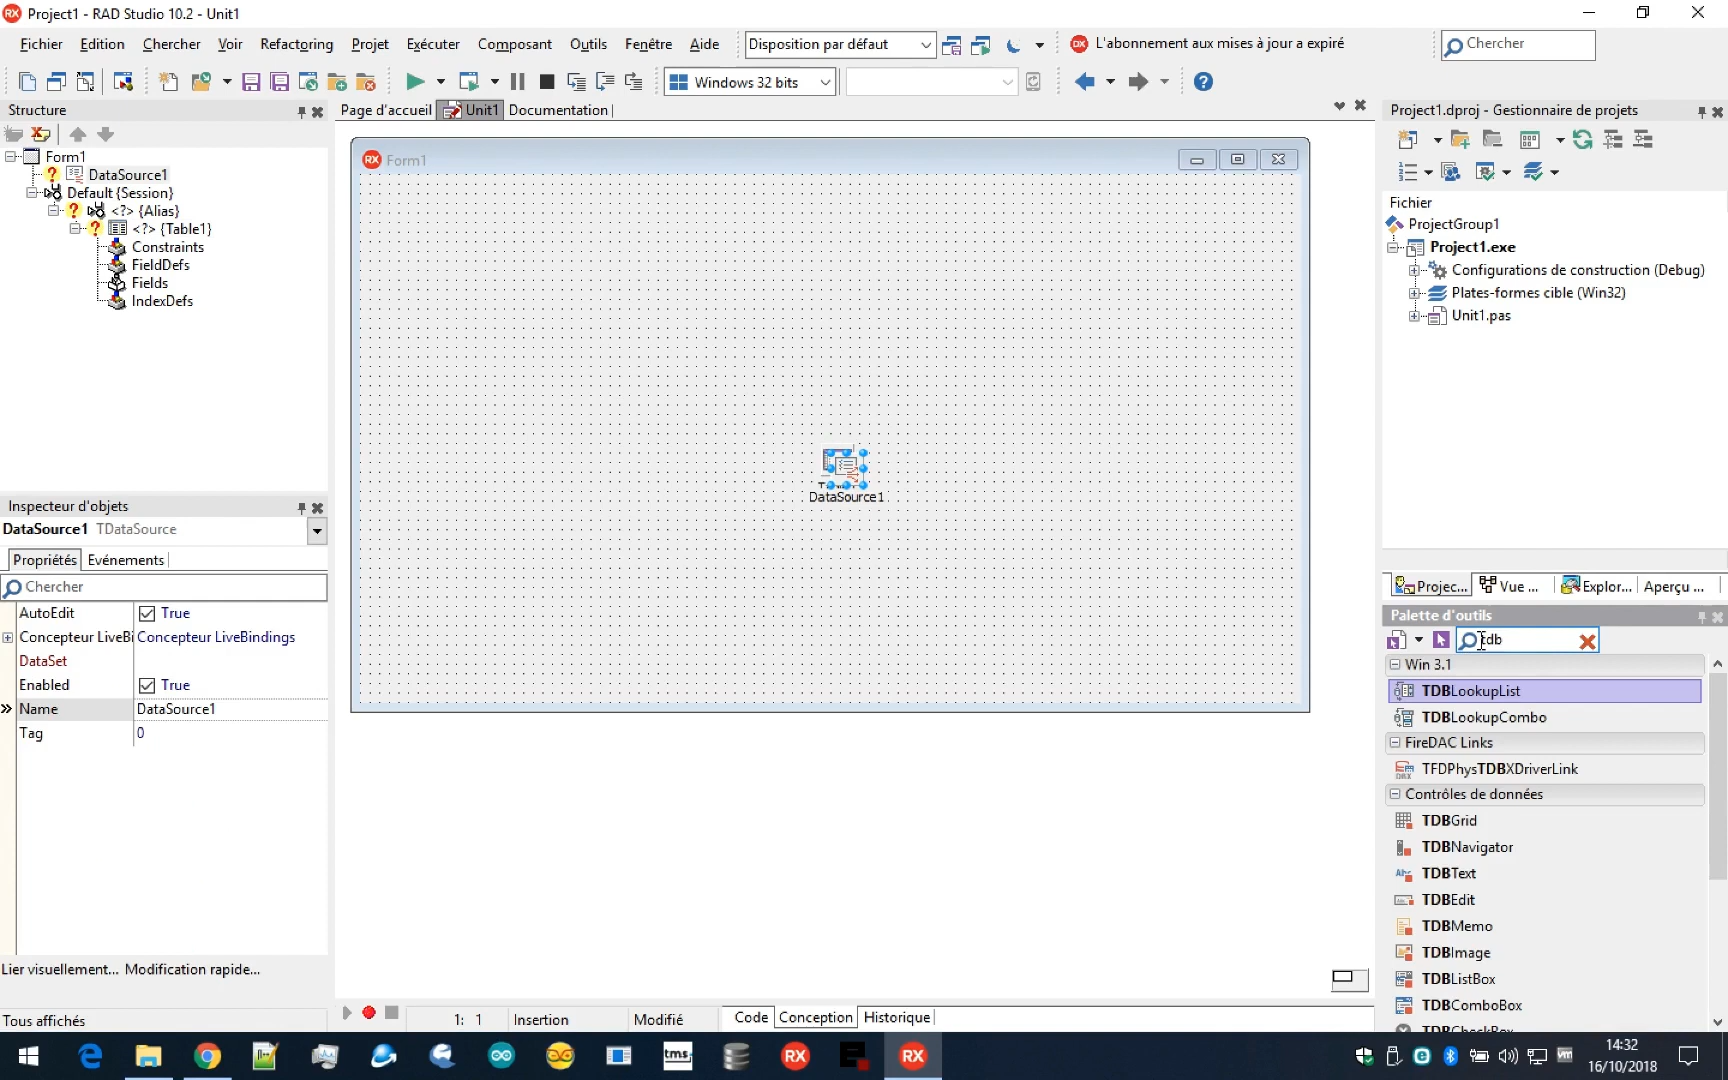 Project1 - RAD Studio 10.2 - Unit1
Fichier Edition Chercher Voir Refactoring Projet Exécuter Composant Outils Fenêtre Aide
Disposition par défaut
L'abonnement aux mises à jour a expiré
Chercher
Windows 32 bits
Structure
Form1
DataSource1
Default {Session}
<?> {Alias}
<?> {Table1}
Constraints
FieldDefs
Fields
IndexDefs
Inspecteur d'objets
DataSource1 TDataSource
Propriétés Evénements
Chercher
AutoEdit True
Concepteur LiveBi Concepteur LiveBindings
DataSet
Enabled True
Name DataSource1
Tag 0
Lier visuellement... Modification rapide...
Tous affichés
Page d'accueil Unit1 Documentation
Form1
DataSource1
1: 1 Insertion Modifié Code Conception Historique
Project1.dproj - Gestionnaire de projets
Fichier
ProjectGroup1
Project1.exe
Configurations de construction (Debug)
Plates-formes cible (Win32)
Unit1.pas
Projec... Vue ... Explor... Aperçu ...
Palette d'outils
tdb
Win 3.1
TDBLookupList
TDBLookupCombo
FireDAC Links
TFDPhysTDBXDriverLink
Contrôles de données
TDBGrid
TDBNavigator
TDBText
TDBEdit
TDBMemo
TDBImage
TDBListBox
TDBComboBox
TDBCheckBox
tms
RX
RX
14:32
16/10/2018